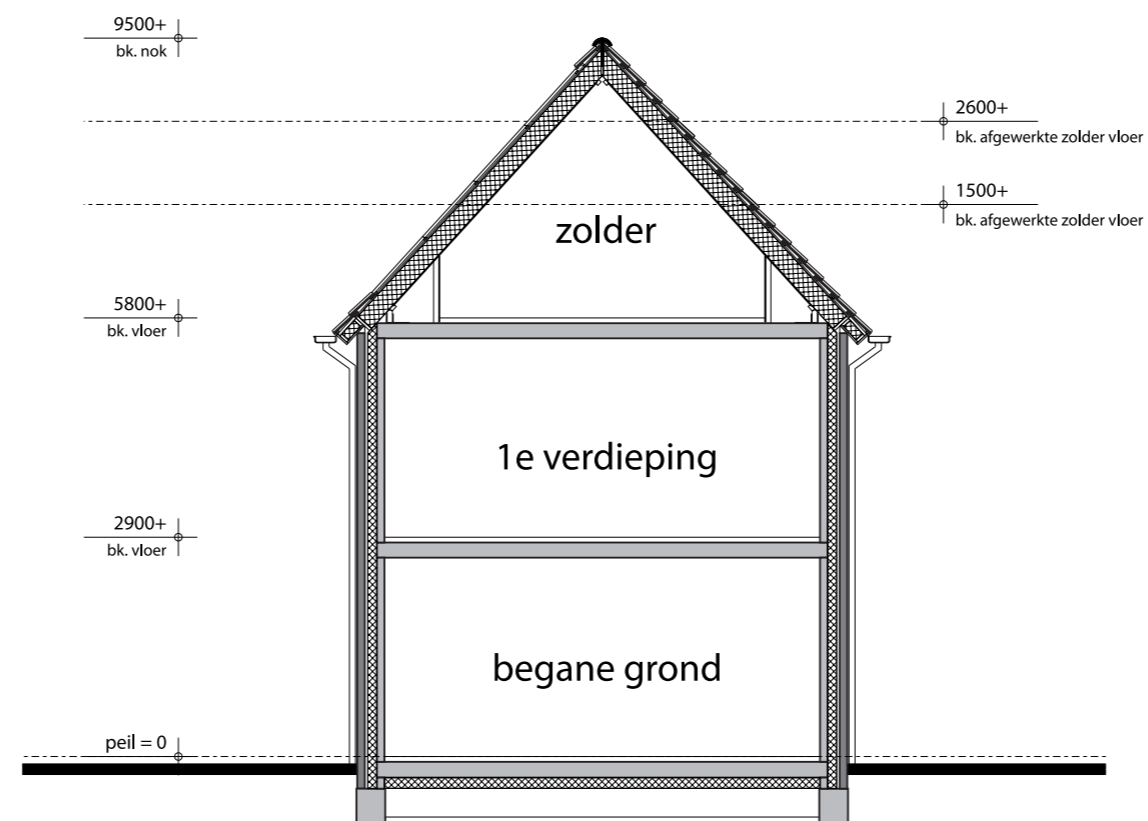 9500+
bk. nok
2600+
bk. afgewerkte zolder vloer
1500+
bk. afgewerkte zolder vloer
zolder
5800+
bk. vloer
1e verdieping
2900+
bk. vloer
begane grond
peil = 0